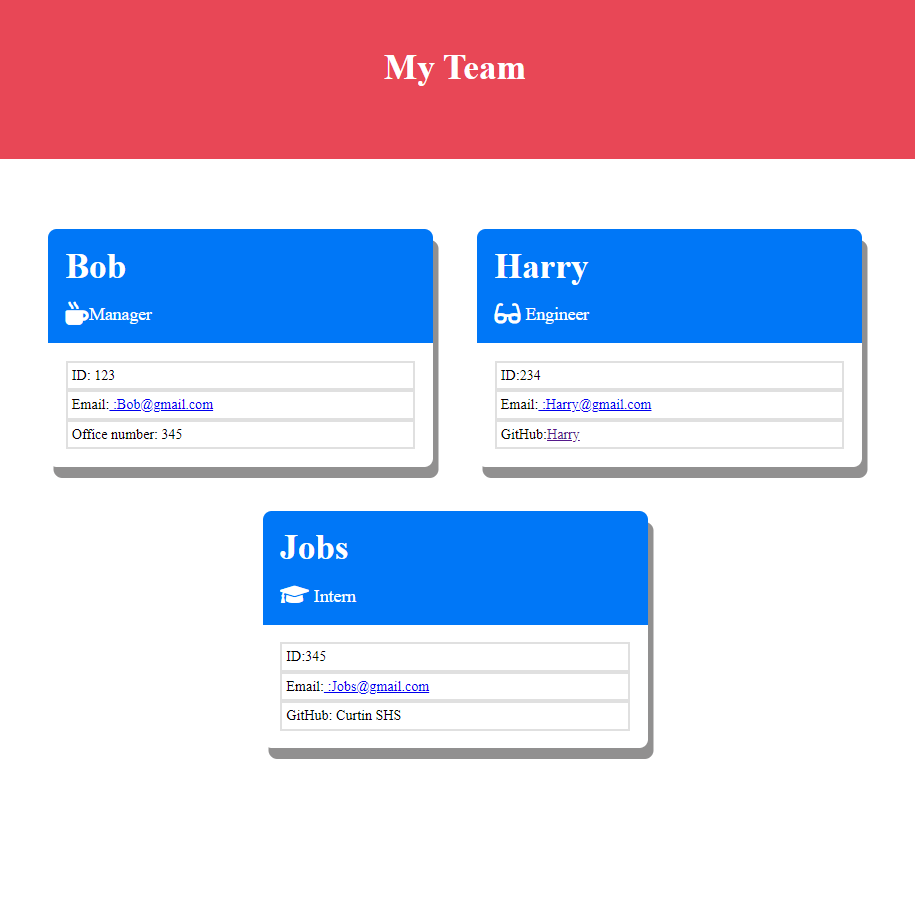 My Team
Bob
Manager
ID: 123
Email: :Bob@gmail.com
Office number: 345
Harry
Engineer
ID:234
Email: :Harry@gmail.com
GitHub:Harry
Jobs
Intern
ID:345
Email: :Jobs@gmail.com
GitHub: Curtin SHS